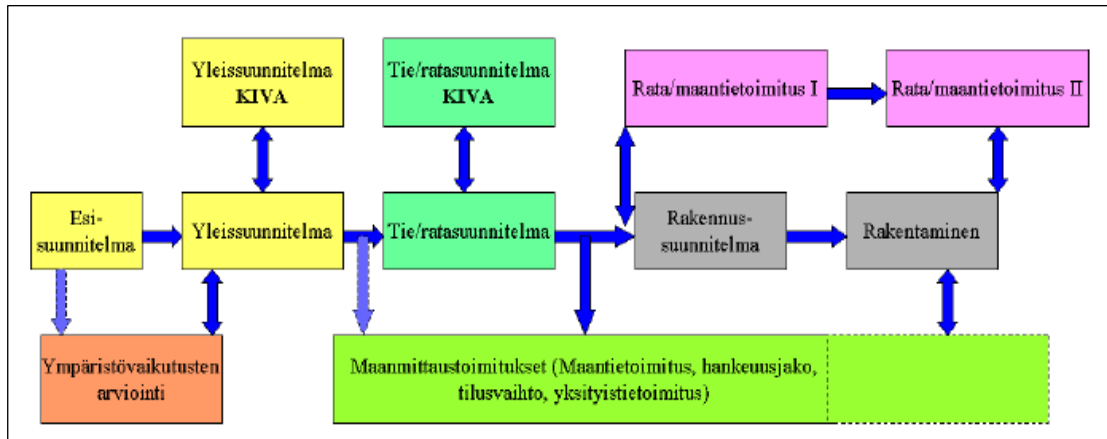 Yleissuunnitelma
KIVA
Tie/ratasuunnitelma
KIVA
Rata/maantietoimitus I
Rata/maantietoimitus II
Esi-
suunnitelma
Yleissuunnitelma
Tie/ratasuunnitelma
Rakennus-
suunnitelma
Rakentaminen
Ympäristövaikutusten
arviointi
Maanmittaustoimitukset (Maantietoimitus, hankeuusjako,
tilusvaihto, yksityistietoimitus)